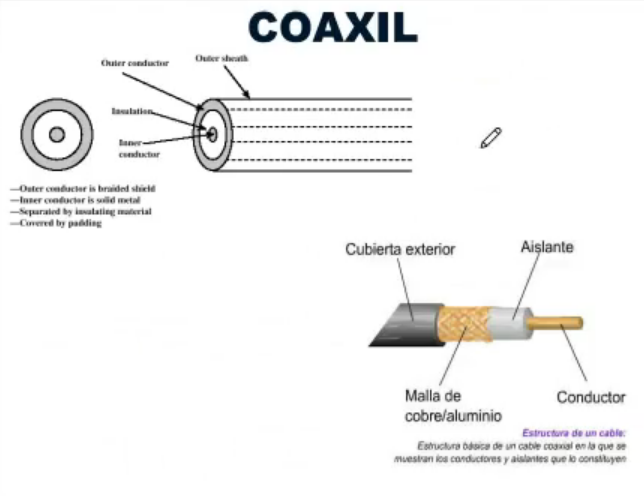 COAXIL
Outer conductor
Outer sheath
Insulation
Inner
conductor
—Outer conductor is braided shield
—Inner conductor is solid metal
—Separated by insulating material
—Covered by padding
Cubierta exterior
Aislante
Malla de
cobre/aluminio
Conductor
Estructura de un cable:
Estructura básica de un cable coaxial en la que se
muestran los conductores y aislantes que lo constituyen